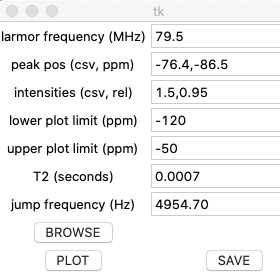 tk
larmor frequency (MHz) 79.5
peak pos (csv, ppm) -76.4,-86.5
intensities (csv, rel) 1.5,0.95
lower plot limit (ppm) -120
upper plot limit (ppm) -50
T2 (seconds) 0.0007
jump frequency (Hz) 4954.70
BROWSE
PLOT SAVE